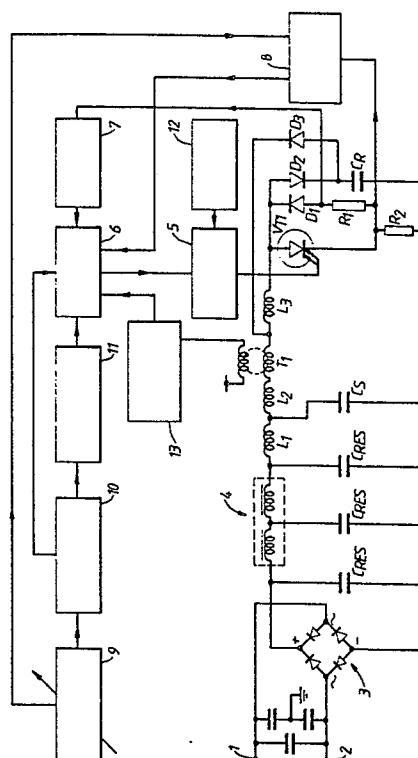 8
7
12
6
5
D3
D2
CR
D1
R1
VT1
R2
L3
11
13
T1
L2
CS
L1
10
4
CRES
CRES
CRES
9
+
~
~
-
3
1
2